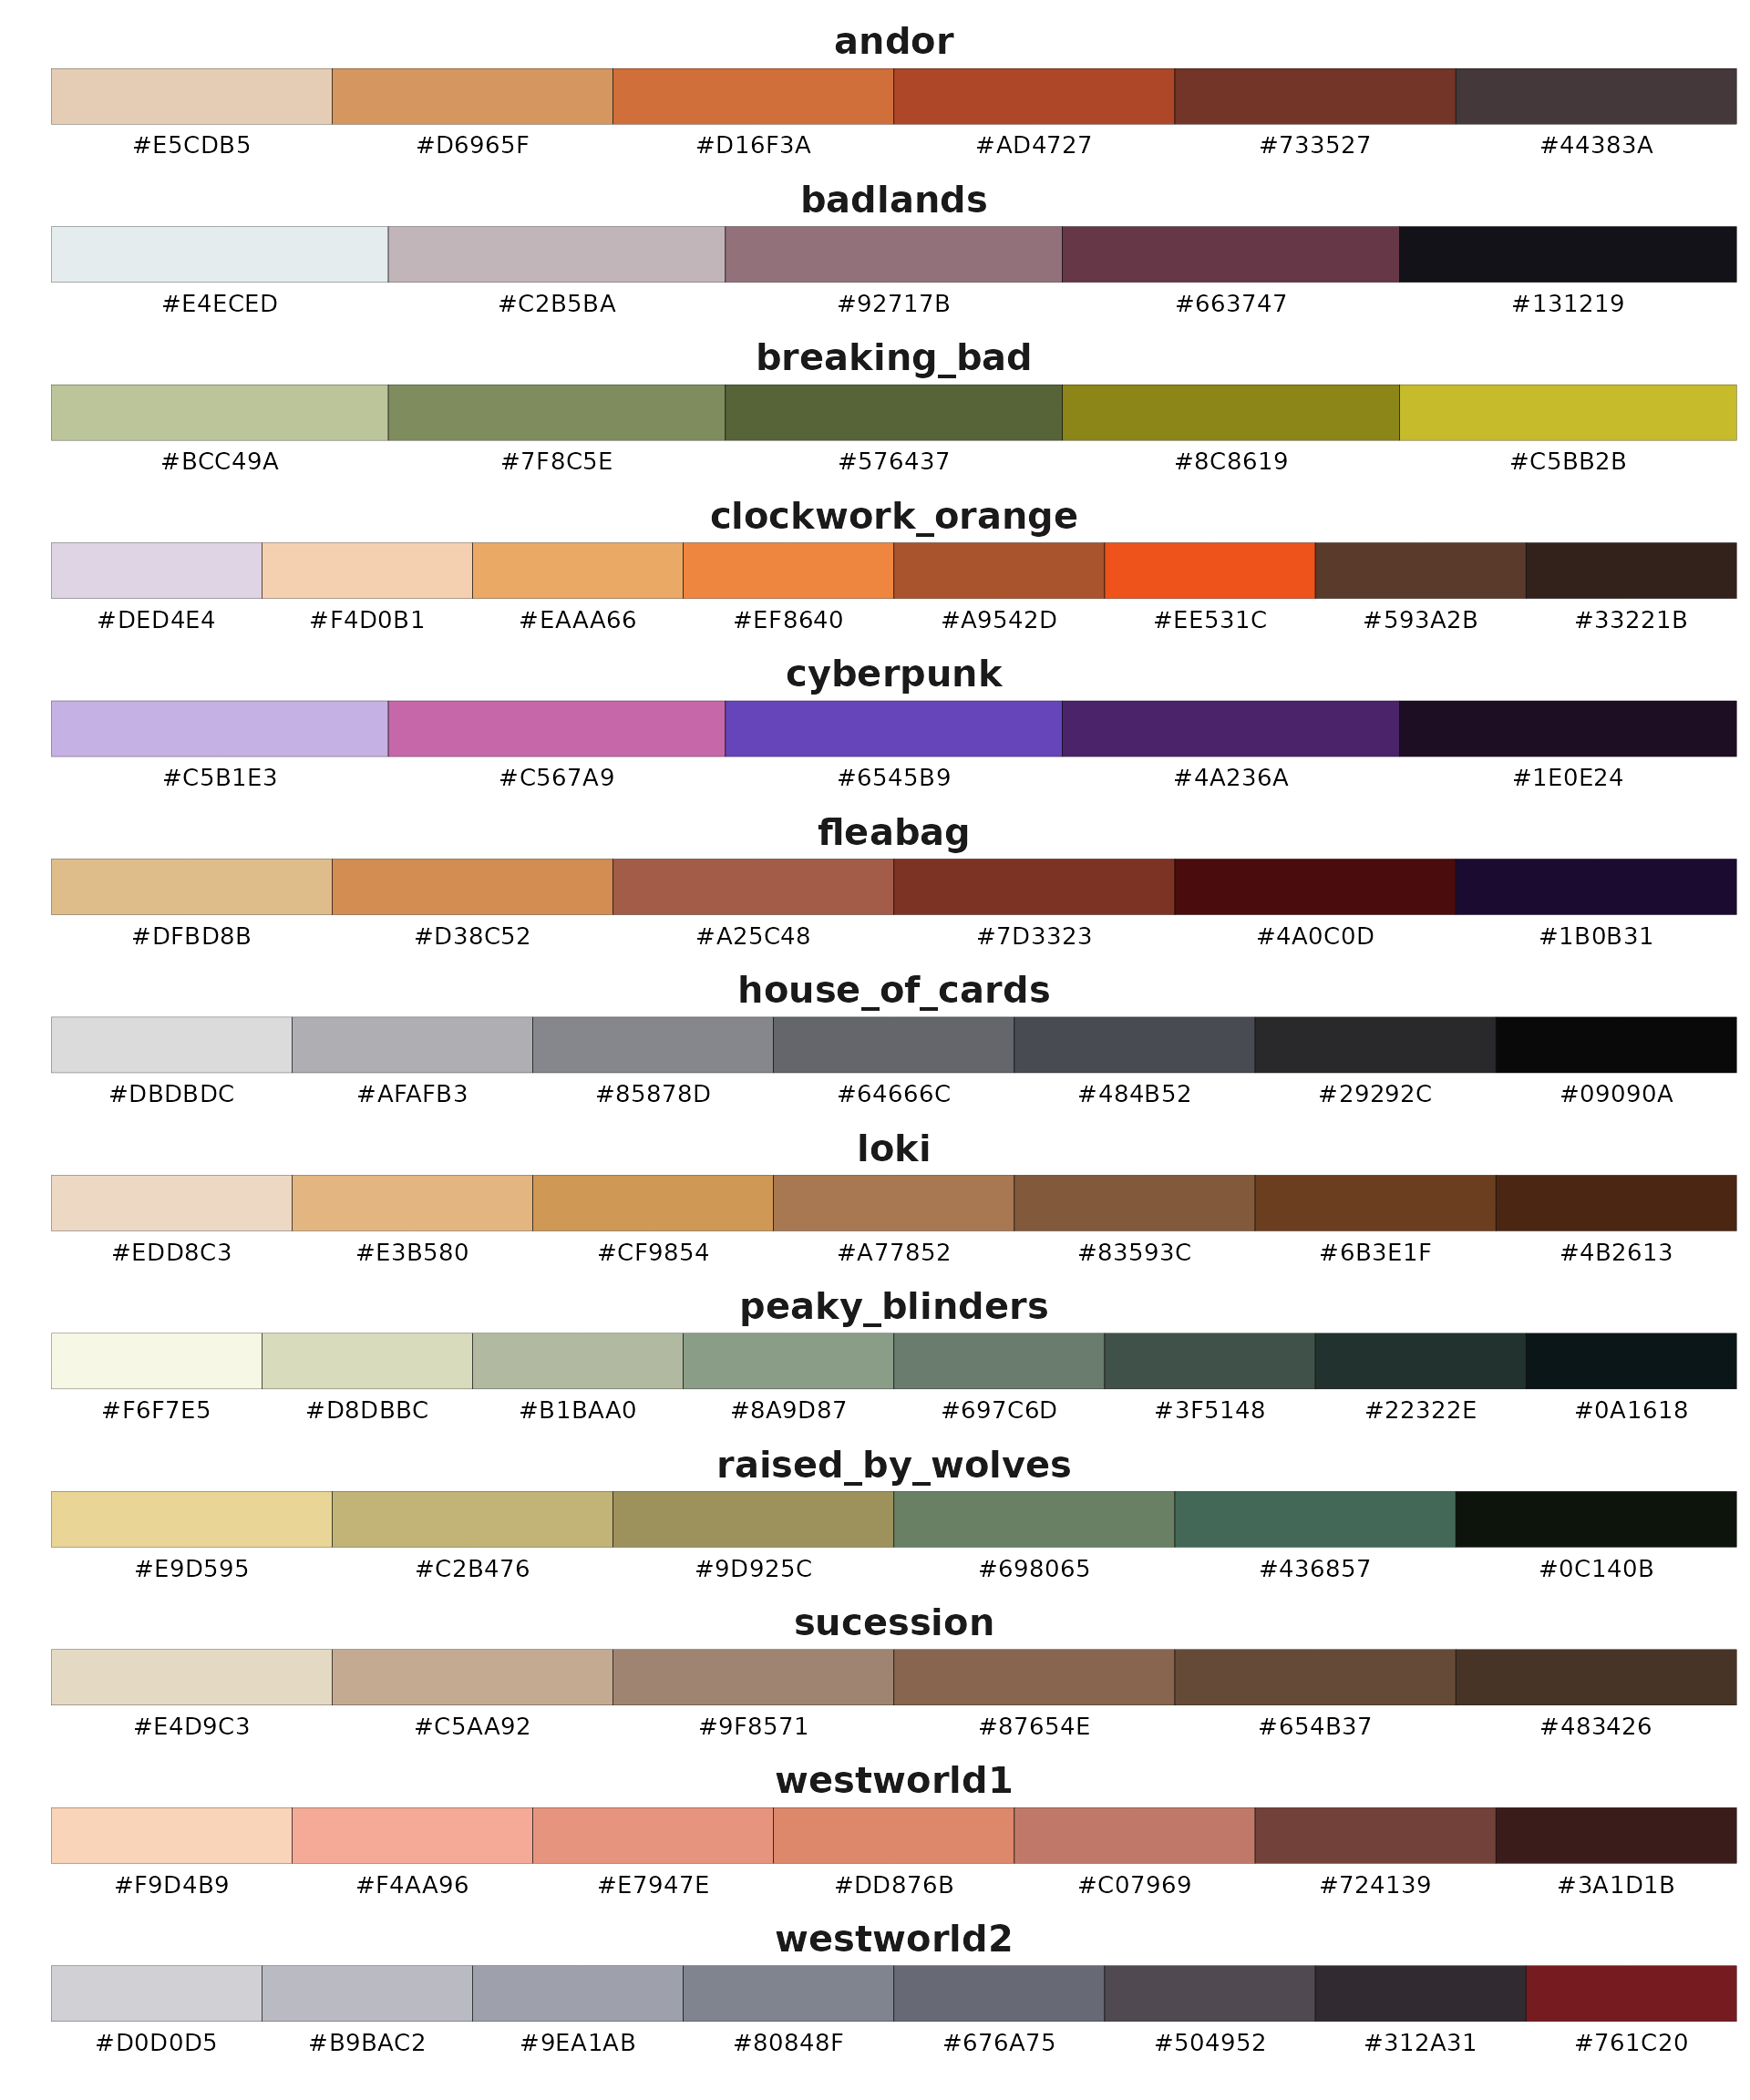 andor
#E5CDB5 #D6965F #D16F3A #AD4727 #733527 #44383A
badlands
#E4ECED #C2B5BA #92717B #663747 #131219
breaking_bad
#BCC49A #7F8C5E #576437 #8C8619 #C5BB2B
clockwork_orange
#DED4E4 #F4D0B1 #EAAA66 #EF8640 #A9542D #EE531C #593A2B #33221B
cyberpunk
#C5B1E3 #C567A9 #6545B9 #4A236A #1E0E24
fleabag
#DFBD8B #D38C52 #A25C48 #7D3323 #4A0C0D #1B0B31
house_of_cards
#DBDBDC #AFAFB3 #85878D #64666C #484B52 #29292C #09090A
loki
#EDD8C3 #E3B580 #CF9854 #A77852 #83593C #6B3E1F #4B2613
peaky_blinders
#F6F7E5 #D8DBBC #B1BAA0 #8A9D87 #697C6D #3F5148 #22322E #0A1618
raised_by_wolves
#E9D595 #C2B476 #9D925C #698065 #436857 #0C140B
sucession
#E4D9C3 #C5AA92 #9F8571 #87654E #654B37 #483426
westworld1
#F9D4B9 #F4AA96 #E7947E #DD876B #C07969 #724139 #3A1D1B
westworld2
#D0D0D5 #B9BAC2 #9EA1AB #80848F #676A75 #504952 #312A31 #761C20